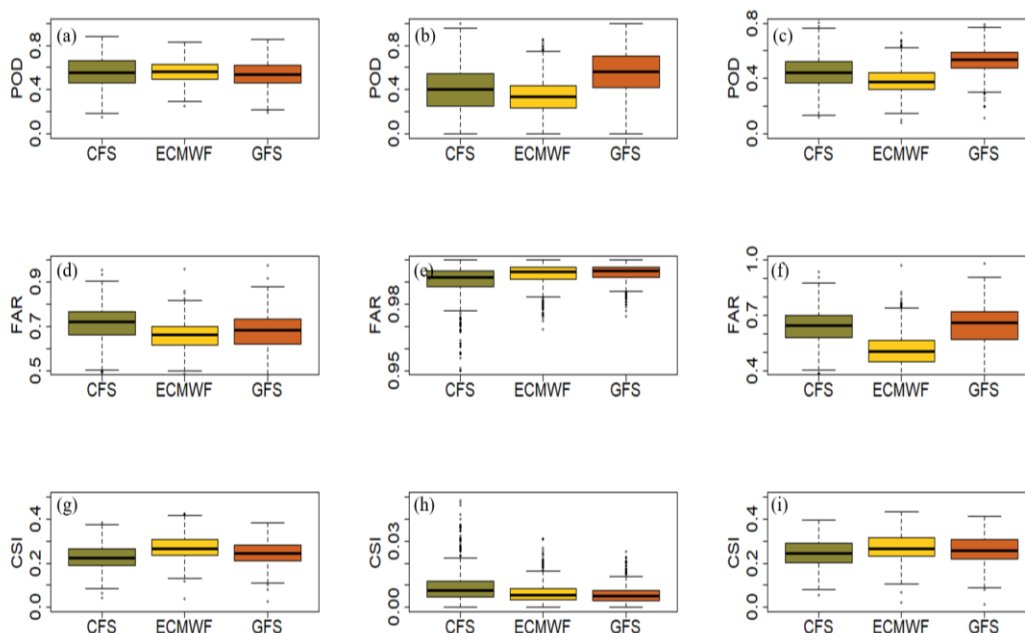 (a) (b) (c)
POD 0.0 0.4 0.8 POD 0.0 0.4 0.8 POD 0.0 0.4 0.8
CFS ECMWF GFS CFS ECMWF GFS CFS ECMWF GFS
(d) (e) (f)
FAR 0.5 0.7 0.9 FAR 0.95 0.98 FAR 0.4 0.7 1.0
CFS ECMWF GFS CFS ECMWF GFS CFS ECMWF GFS
(g) (h) (i)
CSI 0.0 0.2 0.4 CSI 0.00 0.03 CSI 0.0 0.2 0.4
CFS ECMWF GFS CFS ECMWF GFS CFS ECMWF GFS